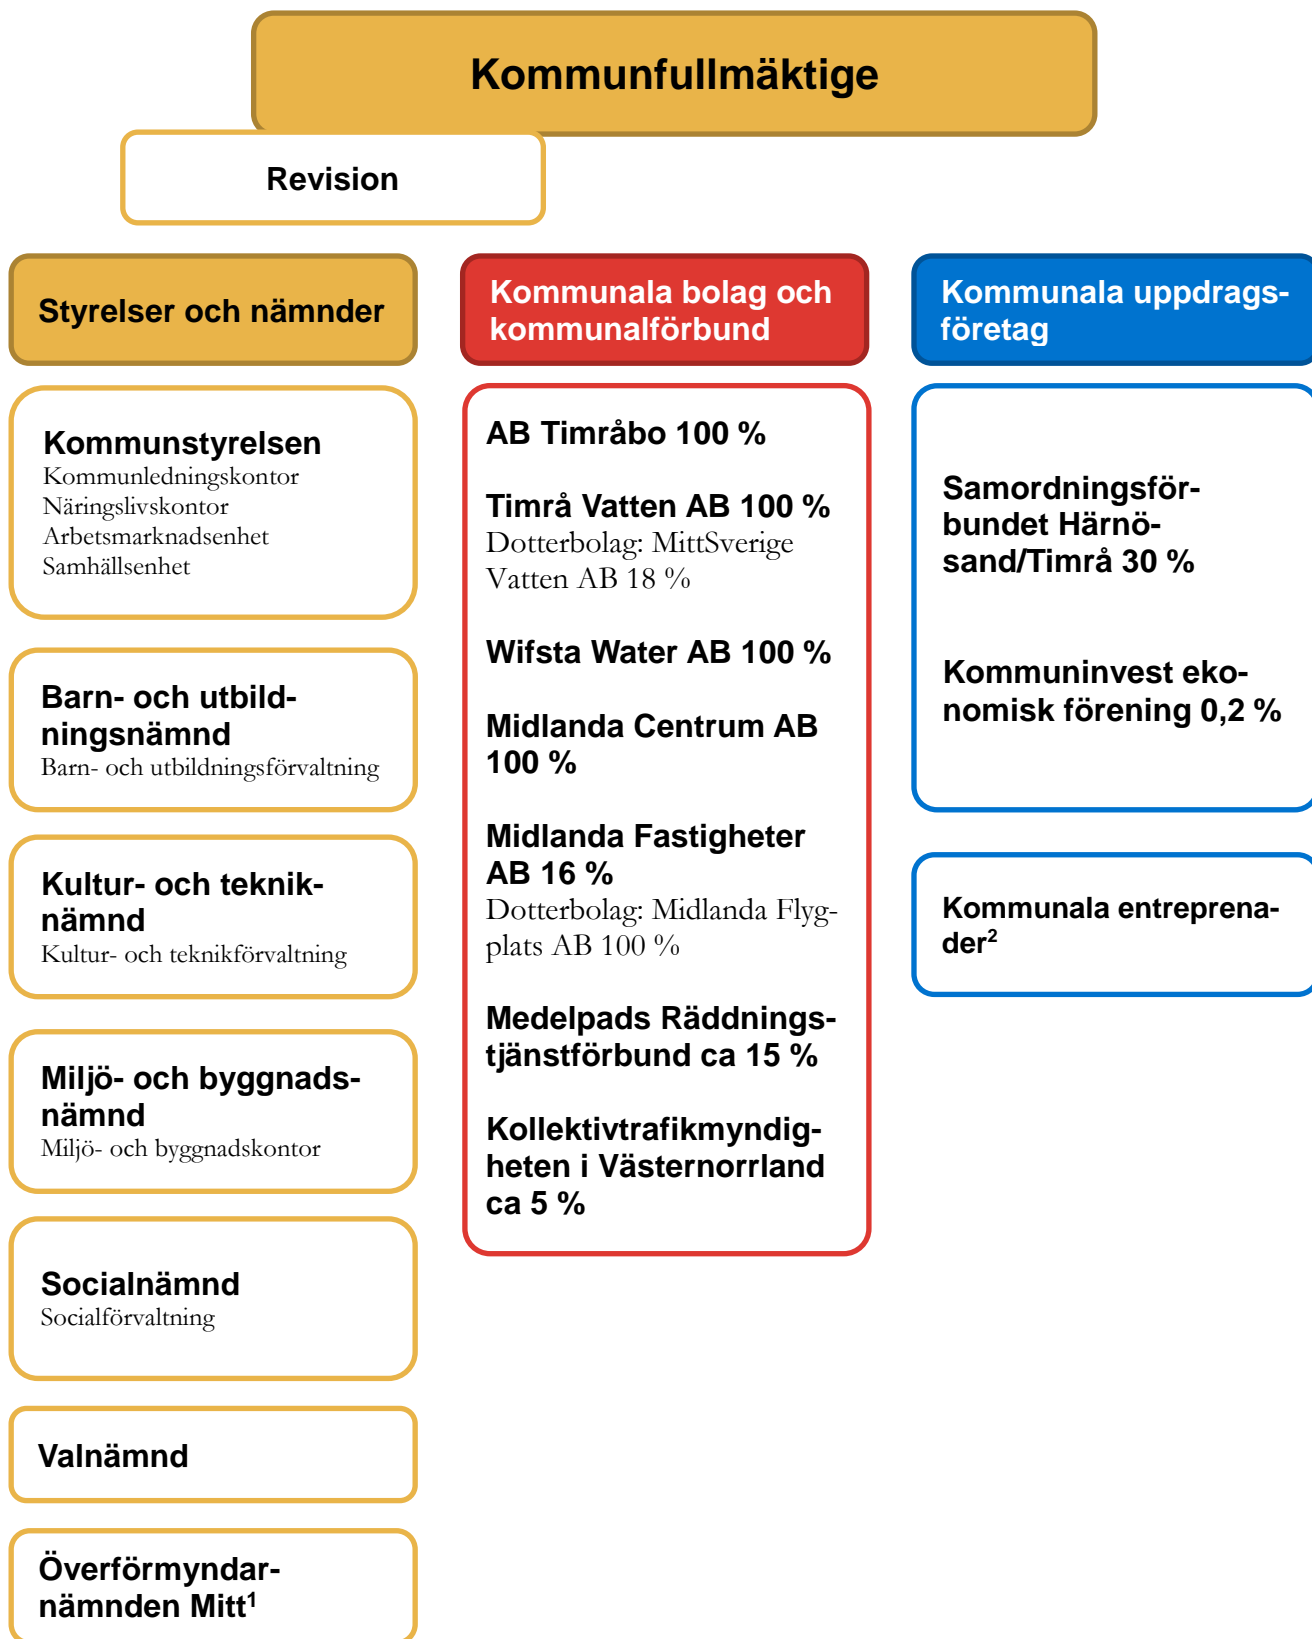 Kommunfullmäktige
Revision
Styrelser och nämnder
Kommunstyrelsen
Kommunledningskontor
Näringslivskontor
Arbetsmarknadsenhet
Samhällsenhet
Barn- och utbild-
ningsnämnd
Barn- och utbildningsförvaltning
Kultur- och teknik-
nämnd
Kultur- och teknikförvaltning
Miljö- och byggnads-
nämnd
Miljö- och byggnadskontor
Socialnämnd
Socialförvaltning
Valnämnd
Överförmyndar-
nämnden Mitt¹
Kommunala bolag och
kommunalförbund
AB Timråbo 100 %
Timrå Vatten AB 100 %
Dotterbolag: MittSverige
Vatten AB 18 %
Wifsta Water AB 100 %
Midlanda Centrum AB
100 %
Midlanda Fastigheter
AB 16 %
Dotterbolag: Midlanda Flyg-
plats AB 100 %
Medelpads Räddnings-
tjänstförbund ca 15 %
Kollektivtrafikmyndig-
heten i Västernorrland
ca 5 %
Kommunala uppdrags-
företag
Samordningsför-
bundet Härnö-
sand/Timrå 30 %
Kommuninvest eko-
nomisk förening 0,2 %
Kommunala entreprena-
der²